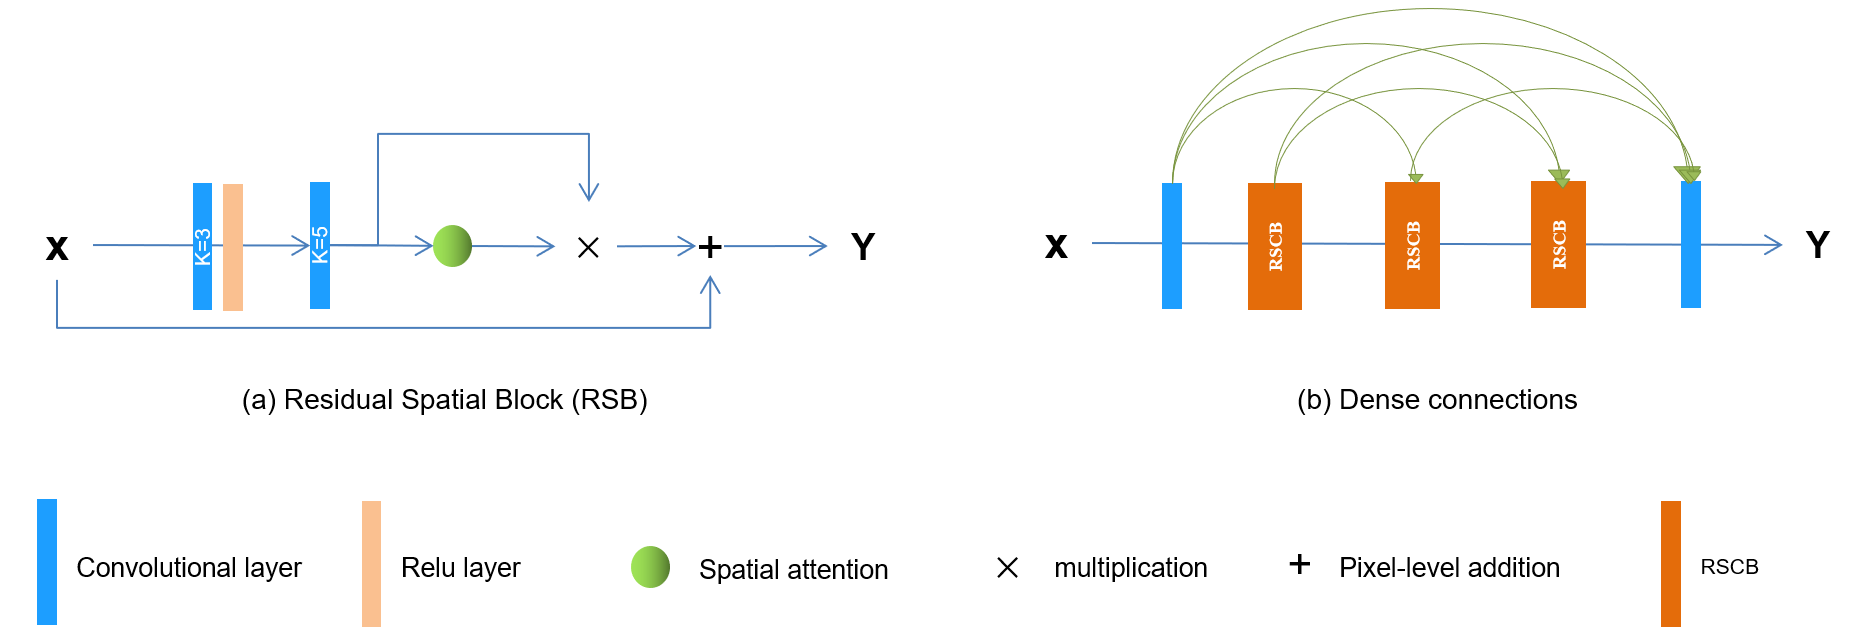 K=3
K=5
x
×
+
Y
x
RSCB
RSCB
RSCB
Y
(a) Residual Spatial Block (RSB)
(b) Dense connections
Convolutional layer
Relu layer
Spatial attention
×
multiplication
+
Pixel-level addition
RSCB